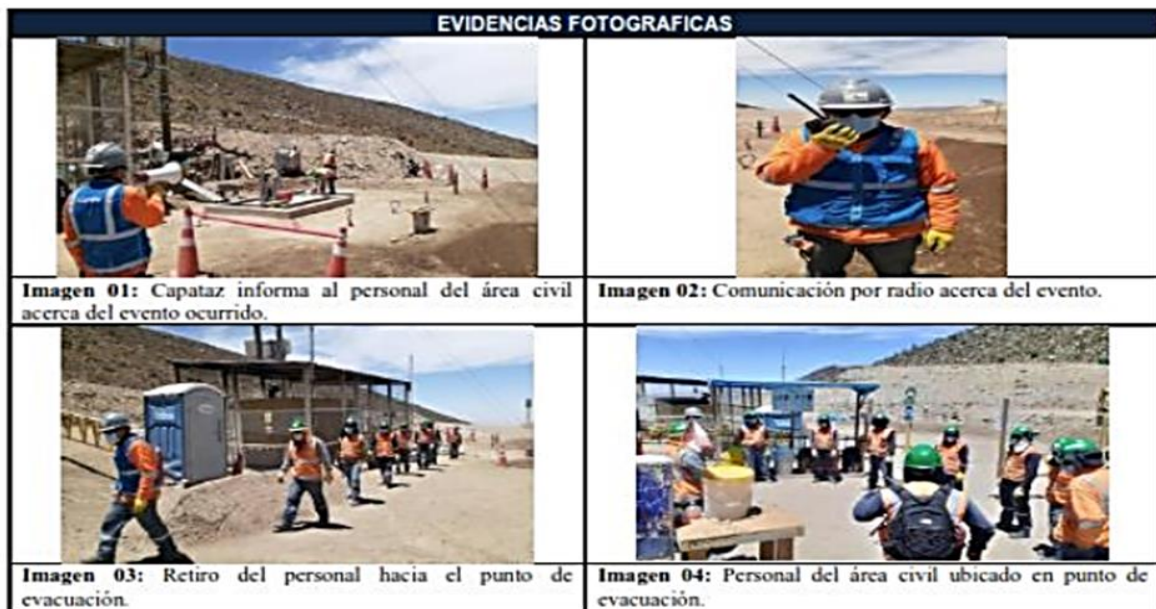 EVIDENCIAS FOTOGRAFICAS
Imagen 01: Capataz informa al personal del área civil
acerca del evento ocurrido.
Imagen 02: Comunicación por radio acerca del evento.
Imagen 03: Retiro del personal hacia el punto de
evacuación.
Imagen 04: Personal del área civil ubicado en punto de
evacuación.